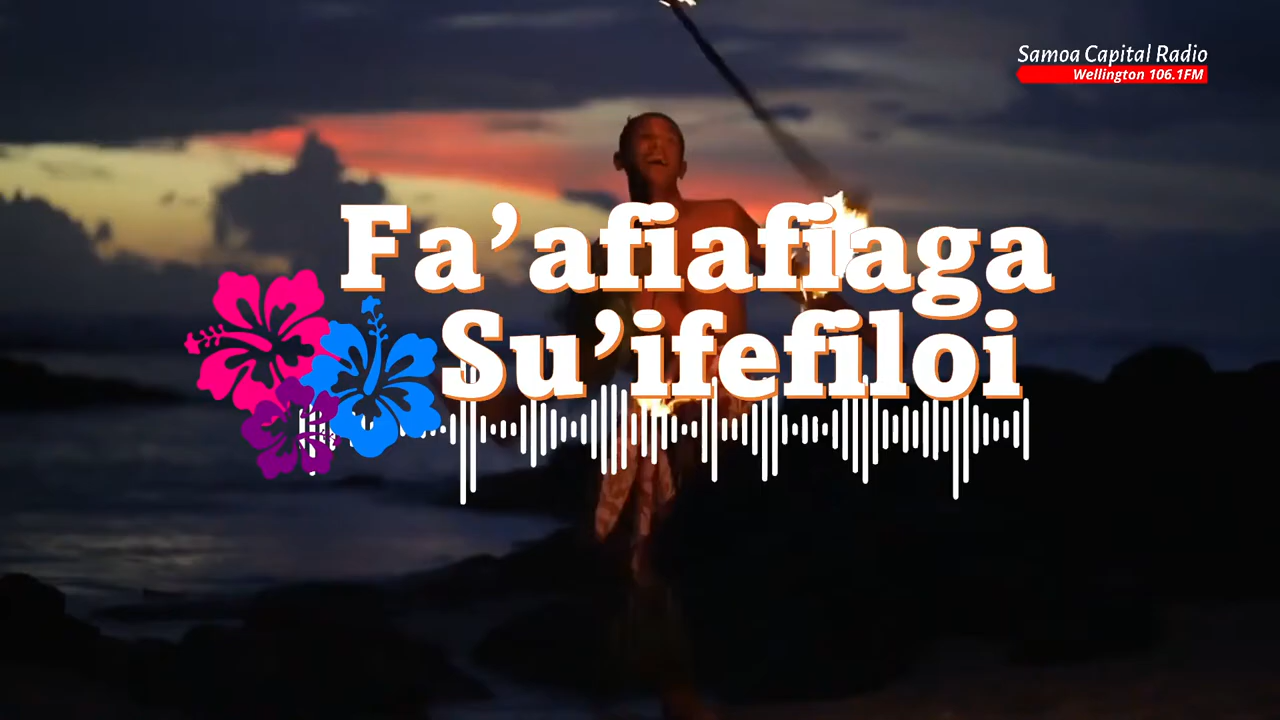 Samoa Capital Radio
Wellington 106.1FM
Fa’afiafiaga
Su’ifefiloi